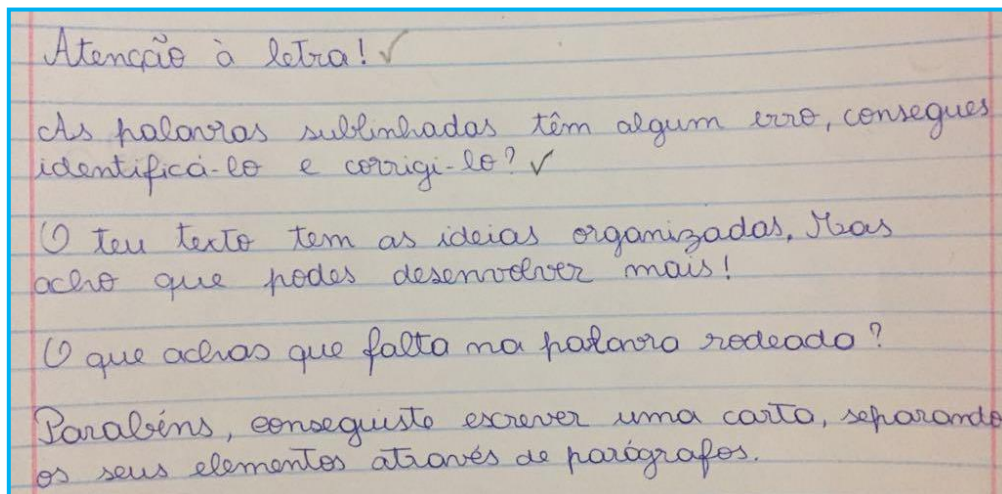 Atenção à letra! ✓
As palavras sublinhadas têm algum erro, consegues
identificá-lo e corrigi-lo? ✓
O teu texto tem as ideias organizadas, Mas
acho que podes desenvolver mais!
O que achas que falta na palavra rodeada?
Parabéns, conseguiste escrever uma carta, separando
os seus elementos através de parágrafos.